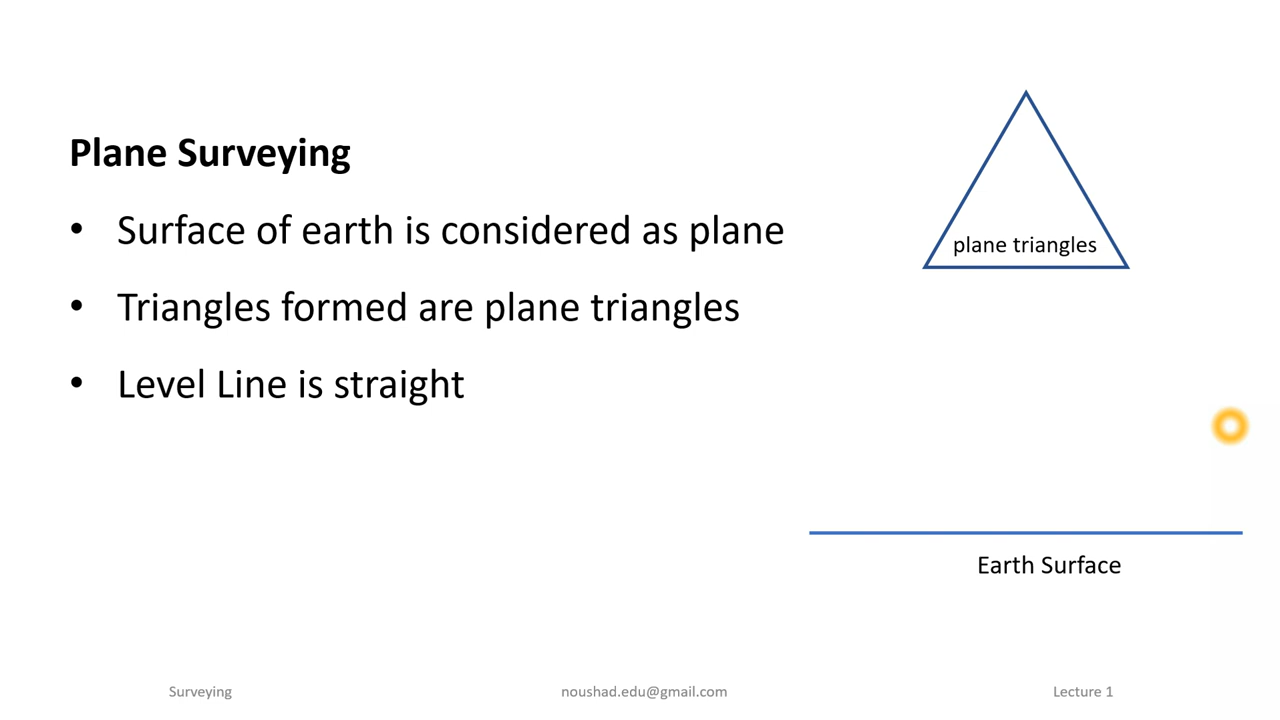 Plane Surveying
• Surface of earth is considered as plane
• Triangles formed are plane triangles
• Level Line is straight
plane triangles
Earth Surface
Surveying
noushad.edu@gmail.com
Lecture 1